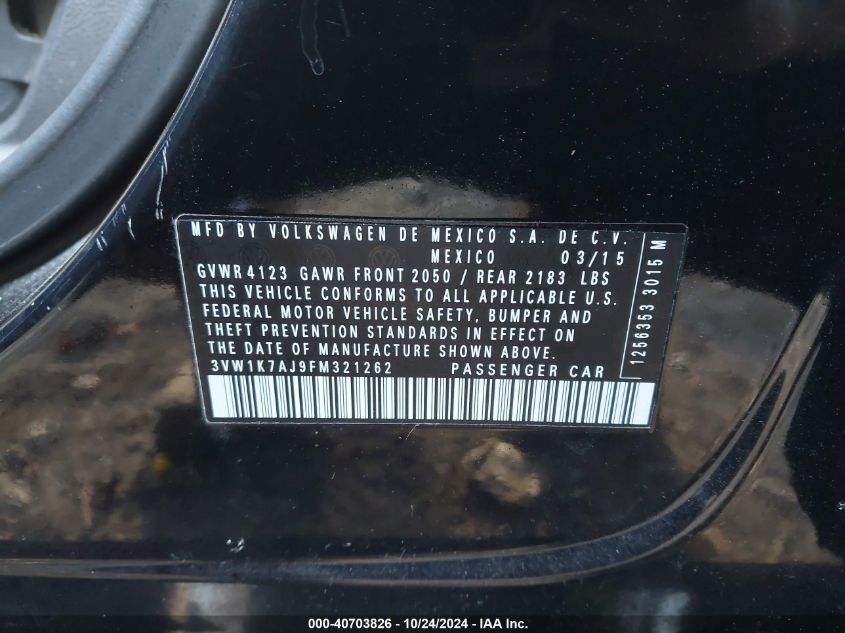 MFD BY VOLKSWAGEN DE MEXICO S.A. DE C.V.
MEXICO 03/15
GVWR 4123 GAWR FRONT 2050 / REAR 2183 LBS
THIS VEHICLE CONFORMS TO ALL APPLICABLE U.S.
FEDERAL MOTOR VEHICLE SAFETY, BUMPER AND
THEFT PREVENTION STANDARDS IN EFFECT ON
THE DATE OF MANUFACTURE SHOWN ABOVE.
3VW1K7AJ9FM321262 PASSENGER CAR
1256353 3015 M
000-40703826 - 10/24/2024 - IAA Inc.